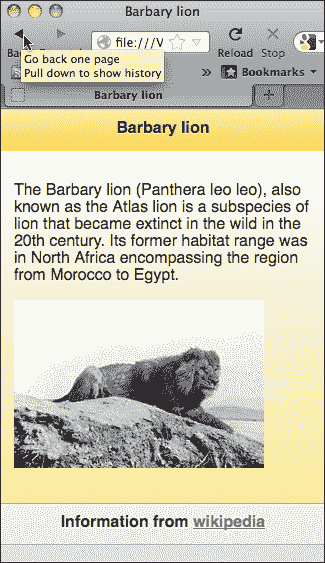 Barbary lion
Bac
file:///V
Reload
Stop
Go back one page
Pull down to show history
»
Bookmarks
Barbary lion
Barbary lion
The Barbary lion (Panthera leo leo), also
known as the Atlas lion is a subspecies of
lion that became extinct in the wild in the
20th century. Its former habitat range was
in North Africa encompassing the region
from Morocco to Egypt.
Information from wikipedia